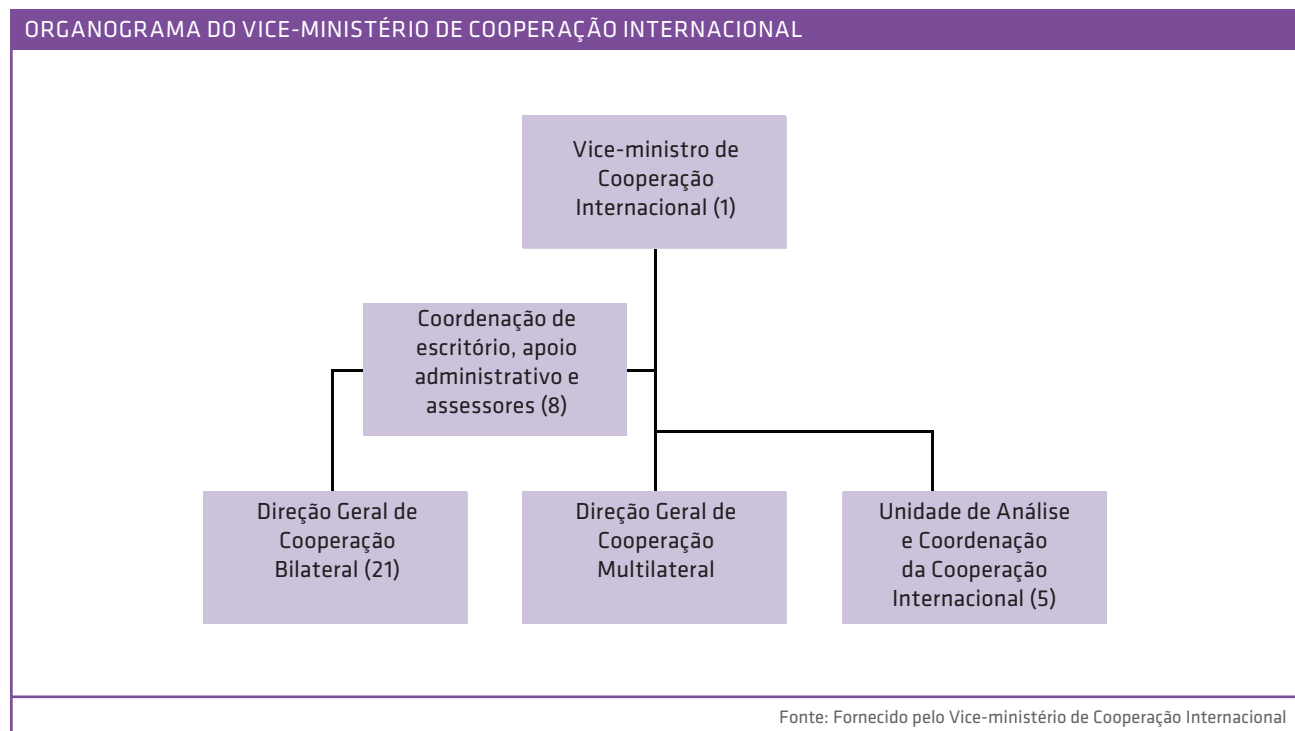 ORGANOGRAMA DO VICE-MINISTÉRIO DE COOPERAÇÃO INTERNACIONAL
Vice-ministro de
Cooperação
Internacional (1)
Coordenação de
escritório, apoio
administrativo e
assessores (8)
Direção Geral de
Cooperação
Bilateral (21)
Direção Geral de
Cooperação
Multilateral
Unidade de Análise
e Coordenação
da Cooperação
Internacional (5)
Fonte: Fornecido pelo Vice-ministério de Cooperação Internacional